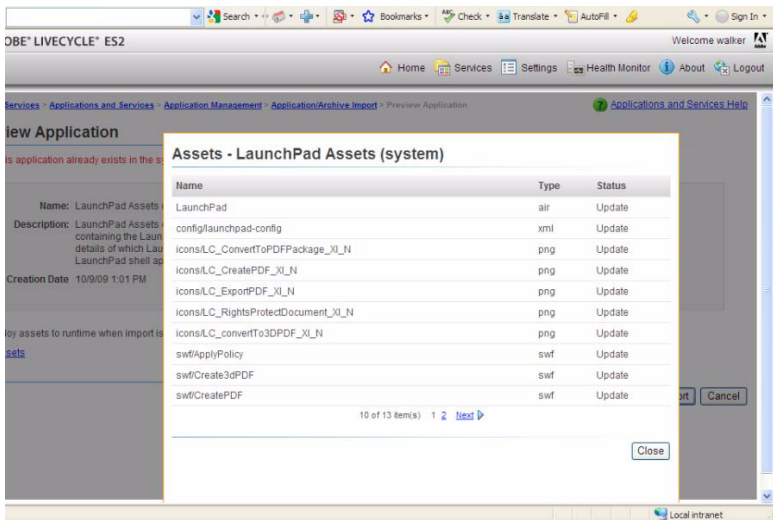 Search
Bookmarks
Check
Translate
AutoFill
Sign In
OBE® LIVECYCLE® ES2
Welcome walker
Home Services Settings Health Monitor About Logout
Services > Applications and Services > Application Management > Application/Archive Import > Preview Application
Applications and Services Help
iew Application
is application already exists in the s
Name: LaunchPad Assets
Description: LaunchPad Assets
containing the Laun
details of which Lau
LaunchPad shell ap
Creation Date 10/9/09 1:01 PM
loy assets to runtime when import is
sets
Assets - LaunchPad Assets (system)
Name Type Status
LaunchPad air Update
config/launchpad-config xml Update
icons/LC_ConvertToPDFPackage_XI_N png Update
icons/LC_CreatePDF_XI_N png Update
icons/LC_ExportPDF_XI_N png Update
icons/LC_RightsProtectDocument_XI_N png Update
icons/LC_convertTo3DPDF_XI_N png Update
swf/ApplyPolicy swf Update
swf/Create3dPDF swf Update
swf/CreatePDF swf Update
10 of 13 item(s) 1 2 Next
Close
ort Cancel
Local intranet